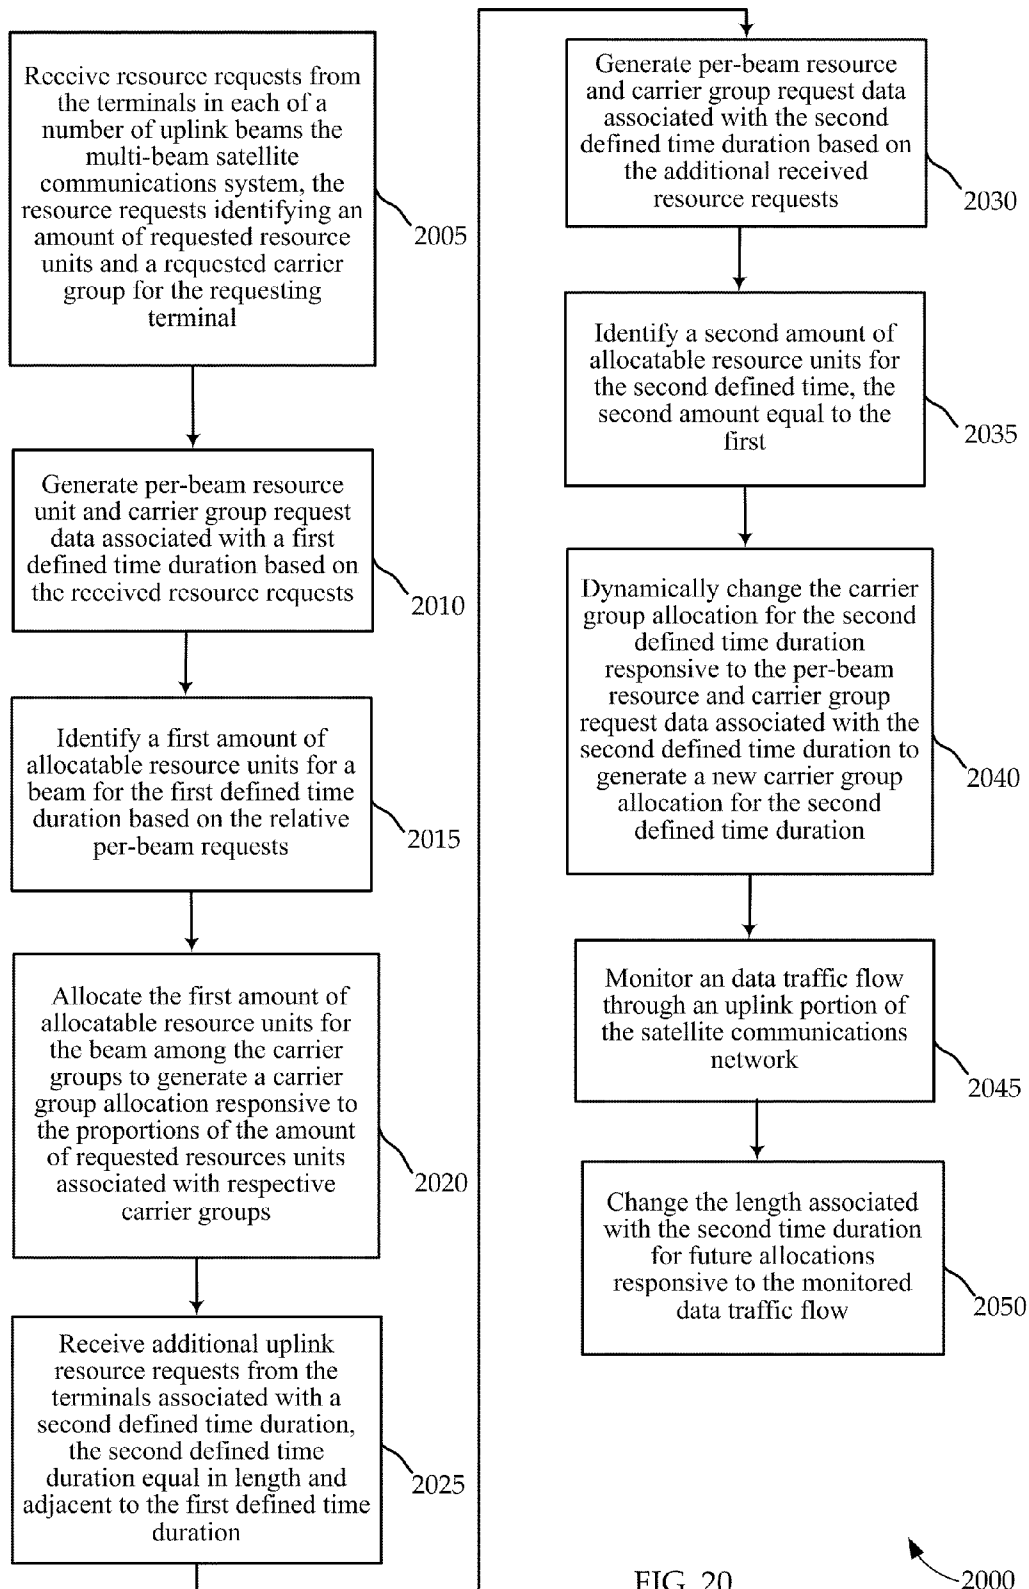 Receive resource requests from
the terminals in each of a
number of uplink beams the
multi-beam satellite
communications system, the
resource requests identifying an
amount of requested resource
units and a requested carrier
group for the requesting
terminal
2005
Generate per-beam resource
unit and carrier group request
data associated with a first
defined time duration based on
the received resource requests
2010
Identify a first amount of
allocatable resource units for a
beam for the first defined time
duration based on the relative
per-beam requests
2015
Allocate the first amount of
allocatable resource units for
the beam among the carrier
groups to generate a carrier
group allocation responsive to
the proportions of the amount
of requested resources units
associated with respective
carrier groups
2020
Receive additional uplink
resource requests from the
terminals associated with a
second defined time duration,
the second defined time
duration equal in length and
adjacent to the first defined time
duration
2025
Generate per-beam resource
and carrier group request data
associated with the second
defined time duration based on
the additional received
resource requests
2030
Identify a second amount of
allocatable resource units for
the second defined time, the
second amount equal to the
first
2035
Dynamically change the carrier
group allocation for the second
defined time duration
responsive to the per-beam
resource and carrier group
request data associated with the
second defined time duration to
generate a new carrier group
allocation for the second
defined time duration
2040
Monitor an data traffic flow
through an uplink portion of
the satellite communications
network
2045
Change the length associated
with the second time duration
for future allocations
responsive to the monitored
data traffic flow
2050
FIG. 20
2000